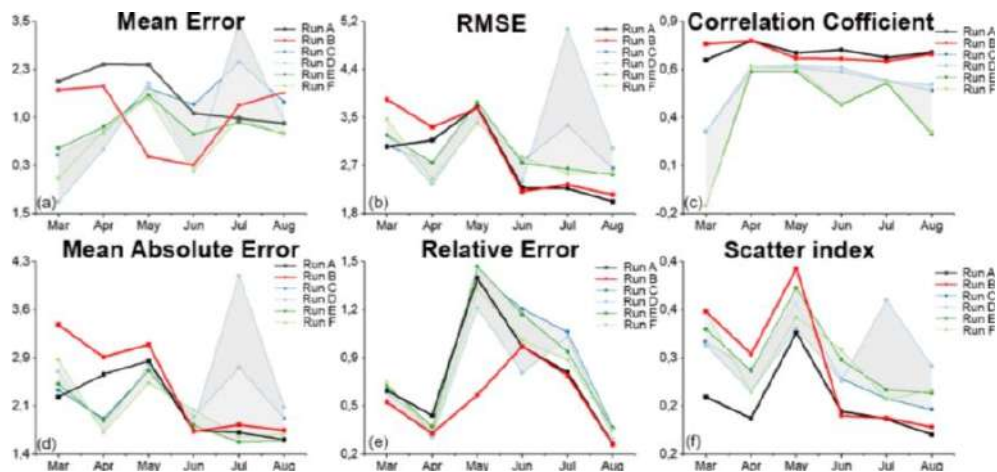 Mean Error
RMSE
Correlation Cofficient
3.5
2.3
1.0
0.3
1.5
(a)
Mar Apr May Jun Jul Aug
Run A
Run B
Run C
Run D
Run E
Run F
5,2
4,4
3,5
2,7
1,8
(b)
Mar Apr May Jun Jul Aug
Run A
Run B
Run C
Run D
Run E
Run F
0,9
0,6
0,4
0,1
-0,2
(c)
Mar Apr May Jun Jul Aug
Run A
Run B
Run C
Run D
Run E
Run F
Mean Absolute Error
Relative Error
Scatter index
4.3
3.6
2.9
2.1
1.4
(d)
Mar Apr May Jun Jul Aug
Run A
Run B
Run C
Run D
Run E
Run F
1,5
1,2
0,9
0,5
0,2
(e)
Mar Apr May Jun Jul Aug
Run A
Run B
Run C
Run D
Run E
Run F
0,4
0,4
0,3
0,2
0,2
(f)
Mar Apr May Jun Jul Aug
Run A
Run B
Run C
Run D
Run E
Run F